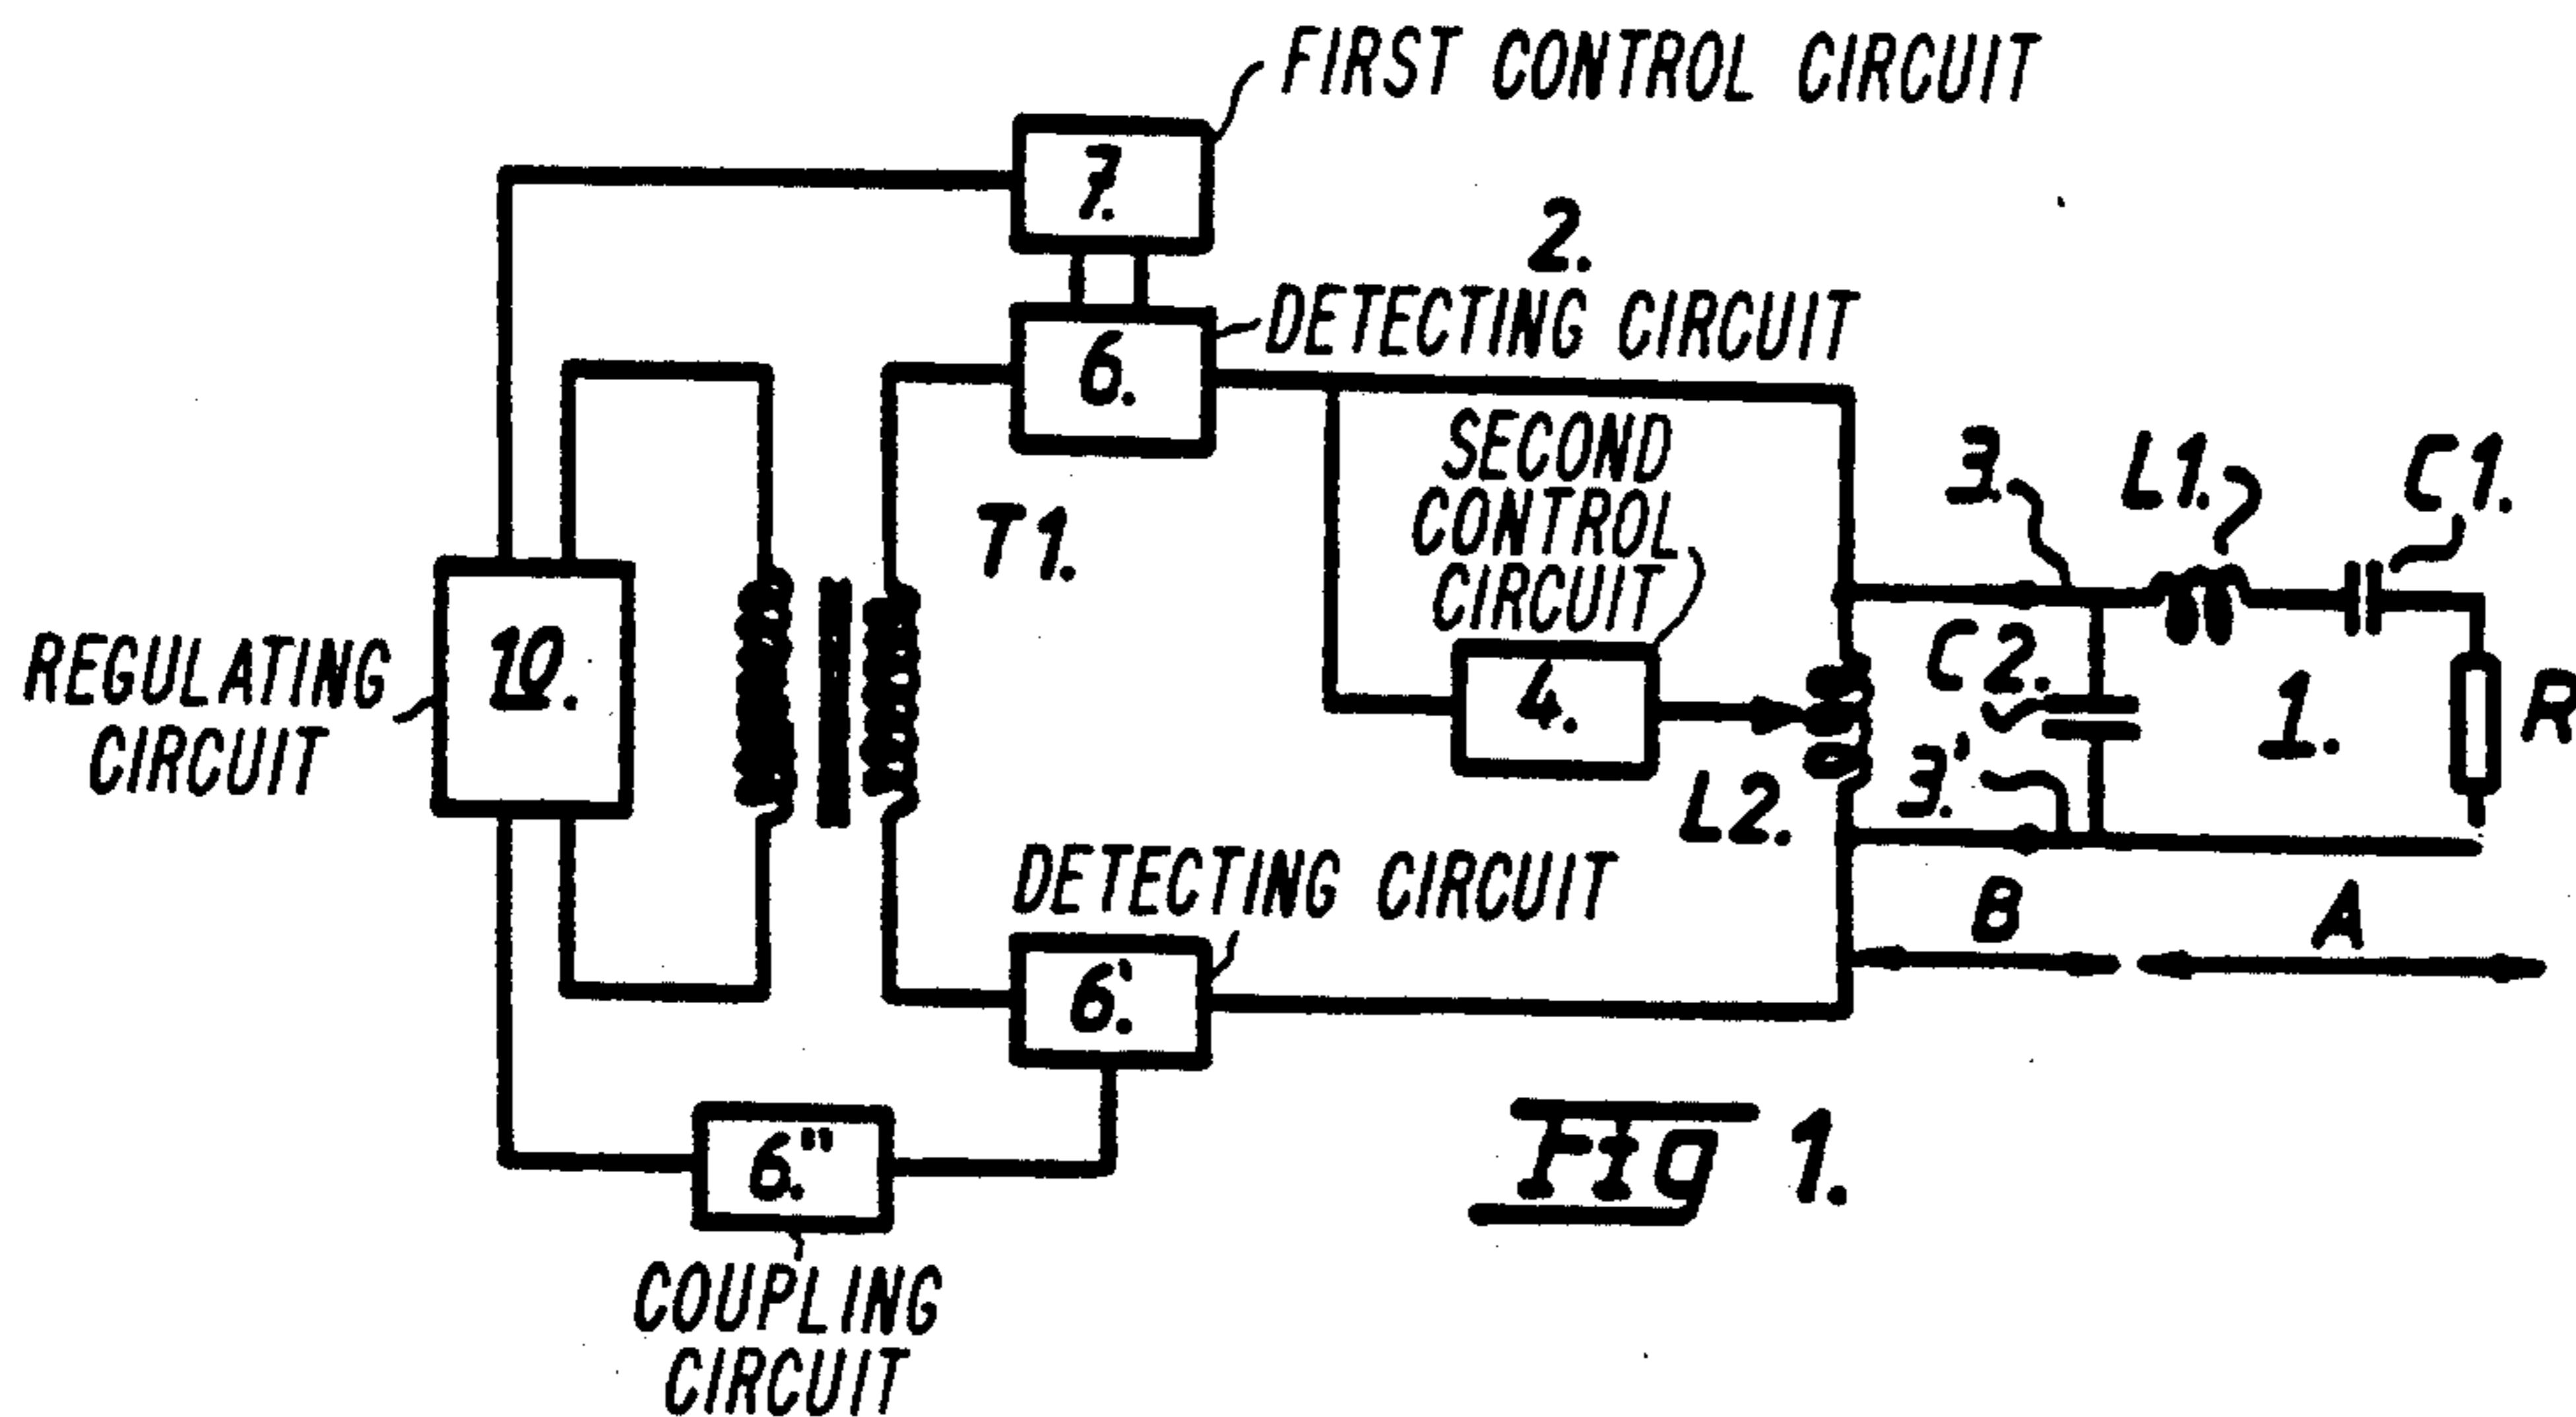 FIRST CONTROL CIRCUIT
7.
2.
DETECTING CIRCUIT
6.
SECOND
CONTROL
CIRCUIT
3.
L1.
C1.
T1.
REGULATING
CIRCUIT
10.
4.
C2.
1.
R
3'.
L2.
DETECTING CIRCUIT
B
A
6'.
6".
COUPLING
CIRCUIT
Fig 1.